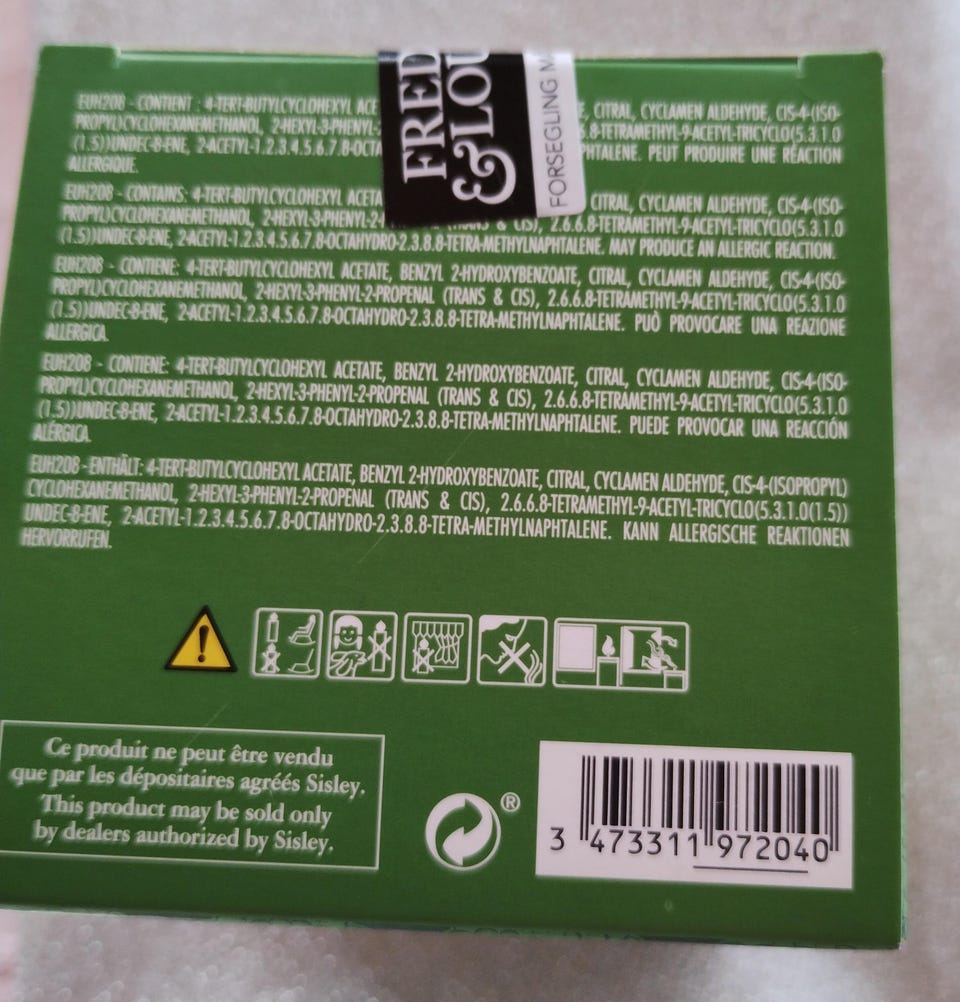 EUH208 - CONTIENT : 4-TERT-BUTYLCYCLOHEXYL ACE E, CITRAL, CYCLAMEN ALDEHYDE, CIS-4-(ISO-
PROPYL)CYCLOHEXANEMETHANOL, 2-HEXYL-3-PHENYL- 6.8-TETRAMETHYL-9-ACETYL-TRICYCLO(5.3.1.0
(1.5))UNDEC-8-ENE, 2-ACETYL-1.2.3.4.5.6.7.8-OCTA HTALENE. PEUT PRODUIRE UNE RÉACTION
ALLERGIQUE.
EUH208 - CONTAINS: 4-TERT-BUTYLCYCLOHEXYL ACETA CITRAL, CYCLAMEN ALDEHYDE, CIS-4-(ISO-
PROPYL)CYCLOHEXANEMETHANOL, 2-HEXYL-3-PHENYL-2- (TRANS & CIS), 2.6.6.8-TETRAMETHYL-9-ACETYL-TRICYCLO(5.3.1.0
(1.5))UNDEC-8-ENE, 2-ACETYL-1.2.3.4.5.6.7.8-OCTAHYDRO-2.3.8.8-TETRA-METHYLNAPHTALENE. MAY PRODUCE AN ALLERGIC REACTION.
EUH208 - CONTIENE: 4-TERT-BUTYLCYCLOHEXYL ACETATE, BENZYL 2-HYDROXYBENZOATE, CITRAL, CYCLAMEN ALDEHYDE, CIS-4-(ISO-
PROPYL)CYCLOHEXANEMETHANOL, 2-HEXYL-3-PHENYL-2-PROPENAL (TRANS & CIS), 2.6.6.8-TETRAMETHYL-9-ACETYL-TRICYCLO(5.3.1.0
(1.5))UNDEC-8-ENE, 2-ACETYL-1.2.3.4.5.6.7.8-OCTAHYDRO-2.3.8.8-TETRA-METHYLNAPHTALENE. PUÒ PROVOCARE UNA REAZIONE
ALLERGICA.
EUH208 - CONTIENE: 4-TERT-BUTYLCYCLOHEXYL ACETATE, BENZYL 2-HYDROXYBENZOATE, CITRAL, CYCLAMEN ALDEHYDE, CIS-4-(ISO-
PROPYL)CYCLOHEXANEMETHANOL, 2-HEXYL-3-PHENYL-2-PROPENAL (TRANS & CIS), 2.6.6.8-TETRAMETHYL-9-ACETYL-TRICYCLO(5.3.1.0
(1.5))UNDEC-8-ENE, 2-ACETYL-1.2.3.4.5.6.7.8-OCTAHYDRO-2.3.8.8-TETRA-METHYLNAPHTALENE. PUEDE PROVOCAR UNA REACCIÓN
ALÉRGICA.
EUH208 - ENTHÄLT: 4-TERT-BUTYLCYCLOHEXYL ACETATE, BENZYL 2-HYDROXYBENZOATE, CITRAL, CYCLAMEN ALDEHYDE, CIS-4-(ISOPROPYL)
CYCLOHEXANEMETHANOL, 2-HEXYL-3-PHENYL-2-PROPENAL (TRANS & CIS), 2.6.6.8-TETRAMETHYL-9-ACETYL-TRICYCLO(5.3.1.0(1.5))
UNDEC-8-ENE, 2-ACETYL-1.2.3.4.5.6.7.8-OCTAHYDRO-2.3.8.8-TETRA-METHYLNAPHTALENE. KANN ALLERGISCHE REAKTIONEN
HERVORRUFEN.
FRED
& LOU
FORSEGLING M
Ce produit ne peut être vendu
que par les dépositaires agréés Sisley.
This product may be sold only
by dealers authorized by Sisley.
®
3 473311 972040